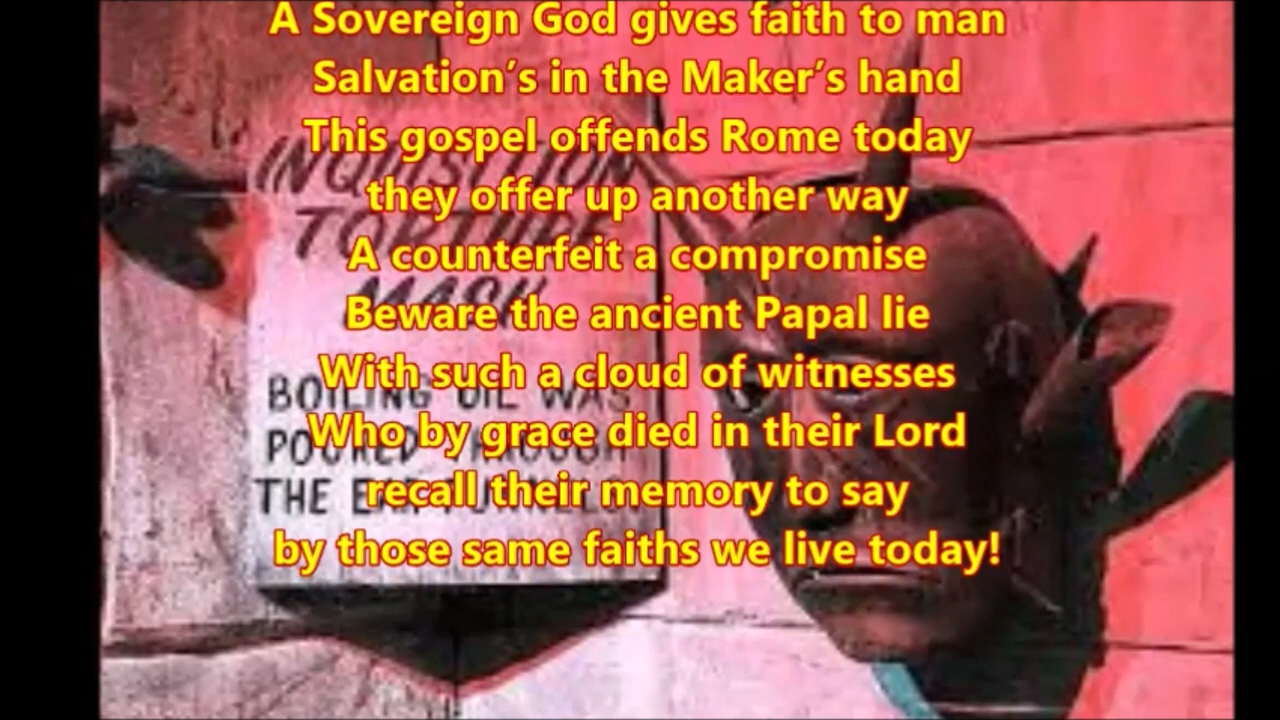 A Sovereign God gives faith to man
Salvation’s in the Maker’s hand
This gospel offends Rome today
they offer up another way
A counterfeit a compromise
Beware the ancient Papal lie
With such a cloud of witnesses
Who by grace died in their Lord
recall their memory to say
by those same faiths we live today!
INQUISITION
TORTURE
MASK
BOILING OIL WAS
POURED THROUGH
THE